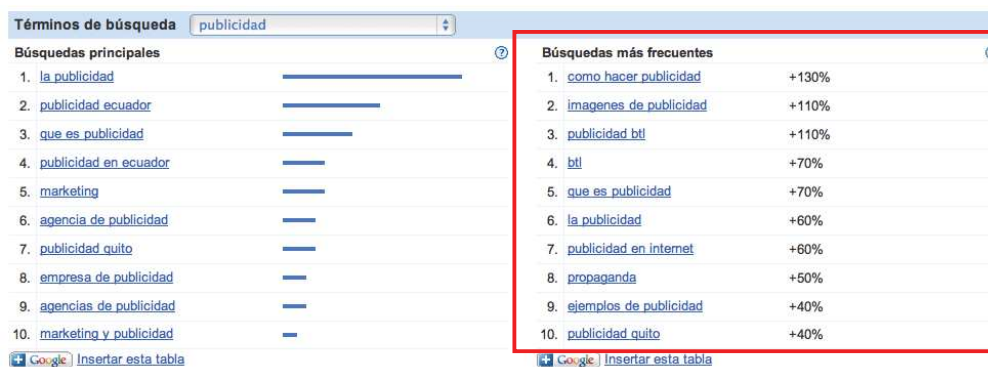 Términos de búsqueda publicidad
Búsquedas principales
1. la publicidad
2. publicidad ecuador
3. que es publicidad
4. publicidad en ecuador
5. marketing
6. agencia de publicidad
7. publicidad quito
8. empresa de publicidad
9. agencias de publicidad
10. marketing y publicidad
Google Insertar esta tabla
Búsquedas más frecuentes
1. como hacer publicidad +130%
2. imagenes de publicidad +110%
3. publicidad btl +110%
4. btl +70%
5. que es publicidad +70%
6. la publicidad +60%
7. publicidad en internet +60%
8. propaganda +50%
9. ejemplos de publicidad +40%
10. publicidad quito +40%
Google Insertar esta tabla